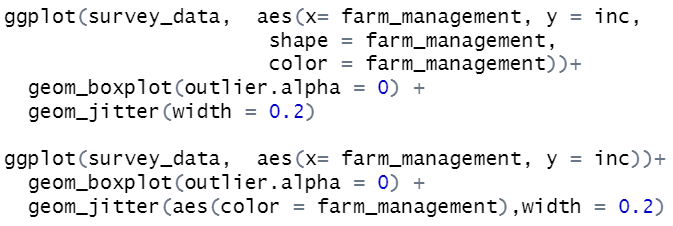 ggplot(survey_data,  aes(x= farm_management, y = inc,
shape = farm_management,
color = farm_management))+
geom_boxplot(outlier.alpha = 0) +
geom_jitter(width = 0.2)
ggplot(survey_data,  aes(x= farm_management, y = inc))+
geom_boxplot(outlier.alpha = 0) +
geom_jitter(aes(color = farm_management),width = 0.2)